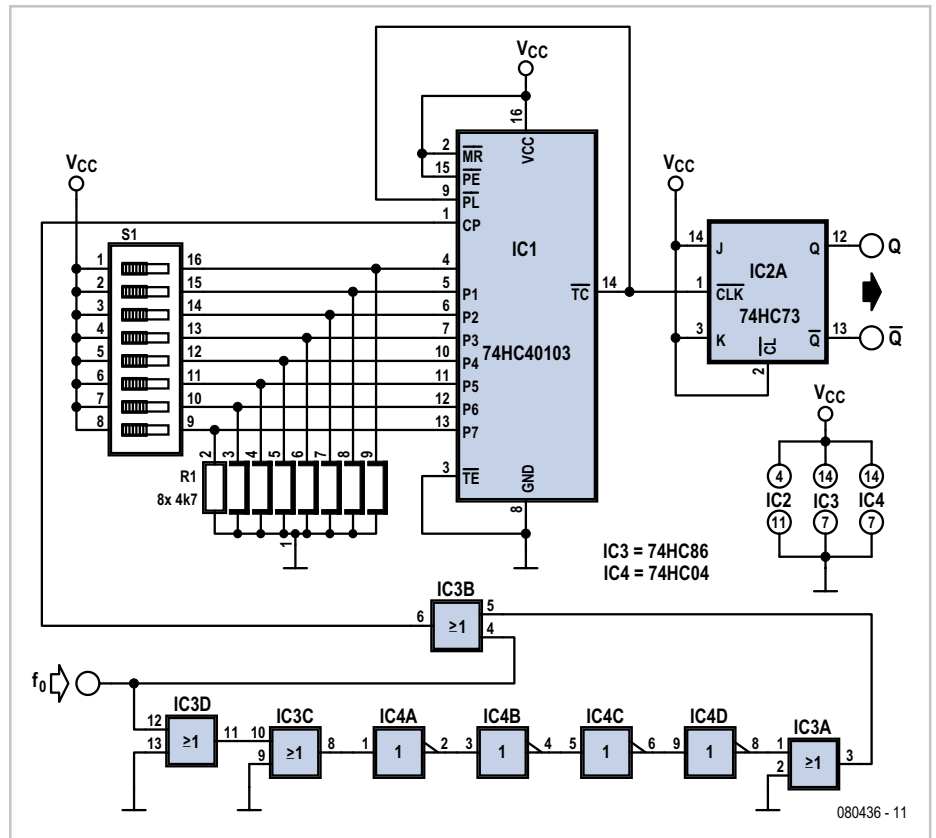 VCC
16
VCC
2 MR
15 PE
9 PL
1 CP
IC1
VCC
S1
1 16 4
2 15 5 P1
3 14 6 P2
4 13 7 P3
5 12 10 P4
6 11 11 P5
7 10 12 P6
8 9 13 P7
74HC40103
TC 14
VCC
14 J Q 12 Q
IC2A
1 CLK
74HC73
3 K Q 13 Q
CL
2
2 3 4 5 6 7 8 9
R1
8x 4k7
1
3 TE
GND
8
VCC
4 14 14
IC2 IC3 IC4
11 7 7
IC3 = 74HC86
IC4 = 74HC04
IC3B
6 ≥1 5
4
f0
IC3D
12
13 ≥1 11
IC3C
10
9 ≥1 8
IC4A
1 1 2
IC4B
3 1 4
IC4C
5 1 6
IC4D
9 1 8
IC3A
1
2 ≥1 3
080436 - 11